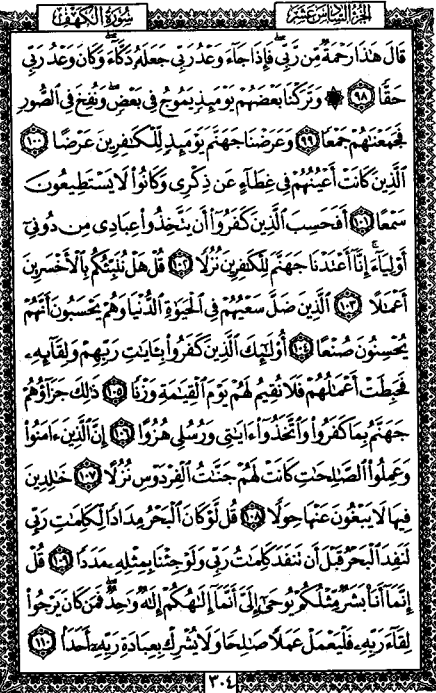 الجزء السادس عشر
سورة الكهف
قَالَ هَٰذَا رَحْمَةٌ مِّن رَّبِّي فَإِذَا جَاءَ وَعْدُ رَبِّي جَعَلَهُ دَكَّاءَ وَكَانَ وَعْدُ رَبِّي
حَقًّا ٩٨ وَتَرَكْنَا بَعْضَهُمْ يَوْمَئِذٍ يَمُوجُ فِي بَعْضٍ وَنُفِخَ فِي الصُّورِ
فَجَمَعْنَاهُمْ جَمْعًا ٩٩ وَعَرَضْنَا جَهَنَّمَ يَوْمَئِذٍ لِّلْكَافِرِينَ عَرْضًا ١٠٠
الَّذِينَ كَانَتْ أَعْيُنُهُمْ فِي غِطَاءٍ عَن ذِكْرِي وَكَانُوا لَا يَسْتَطِيعُونَ
سَمْعًا ١٠١ أَفَحَسِبَ الَّذِينَ كَفَرُوا أَن يَتَّخِذُوا عِبَادِي مِن دُونِي
أَوْلِيَاءَ إِنَّا أَعْتَدْنَا جَهَنَّمَ لِلْكَافِرِينَ نُزُلًا ١٠٢ قُلْ هَلْ نُنَبِّئُكُم بِالْأَخْسَرِينَ
أَعْمَالًا ١٠٣ الَّذِينَ ضَلَّ سَعْيُهُمْ فِي الْحَيَاةِ الدُّنْيَا وَهُمْ يَحْسَبُونَ أَنَّهُمْ
يُحْسِنُونَ صُنْعًا ١٠٤ أُولَٰئِكَ الَّذِينَ كَفَرُوا بِآيَاتِ رَبِّهِمْ وَلِقَائِهِ
فَحَبِطَتْ أَعْمَالُهُمْ فَلَا نُقِيمُ لَهُمْ يَوْمَ الْقِيَامَةِ وَزْنًا ١٠٥ ذَٰلِكَ جَزَاؤُهُمْ
جَهَنَّمُ بِمَا كَفَرُوا وَاتَّخَذُوا آيَاتِي وَرُسُلِي هُزُوًا ١٠٦ إِنَّ الَّذِينَ آمَنُوا
وَعَمِلُوا الصَّالِحَاتِ كَانَتْ لَهُمْ جَنَّاتُ الْفِرْدَوْسِ نُزُلًا ١٠٧ خَالِدِينَ
فِيهَا لَا يَبْغُونَ عَنْهَا حِوَلًا ١٠٨ قُل لَّوْ كَانَ الْبَحْرُ مِدَادًا لِّكَلِمَاتِ رَبِّي
لَنَفِدَ الْبَحْرُ قَبْلَ أَن تَنفَدَ كَلِمَاتُ رَبِّي وَلَوْ جِئْنَا بِمِثْلِهِ مَدَدًا ١٠٩ قُلْ
إِنَّمَا أَنَا بَشَرٌ مِّثْلُكُمْ يُوحَىٰ إِلَيَّ أَنَّمَا إِلَٰهُكُمْ إِلَٰهٌ وَاحِدٌ فَمَن كَانَ يَرْجُوا
لِقَاءَ رَبِّهِ فَلْيَعْمَلْ عَمَلًا صَالِحًا وَلَا يُشْرِكْ بِعِبَادَةِ رَبِّهِ أَحَدًا ١١٠
٣٠٤